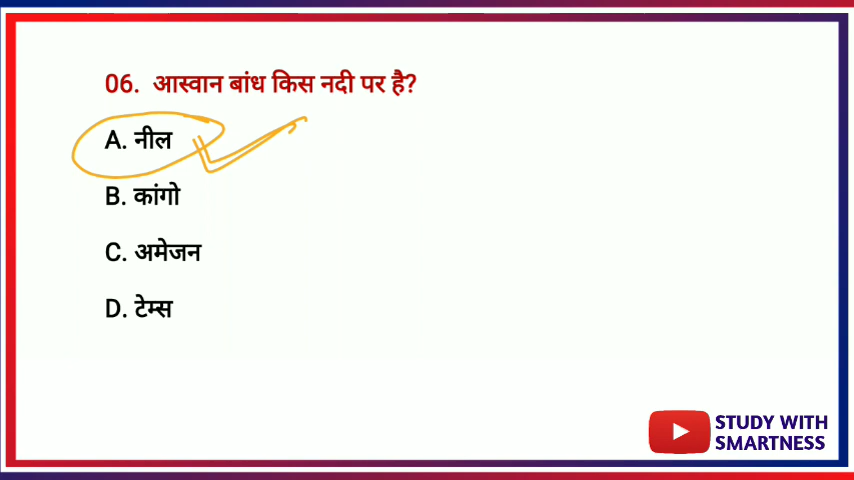 06. आस्वान बांध किस नदी पर है?
A. नील
B. कांगो
C. अमेजन
D. टेम्स
STUDY WITH
SMARTNESS